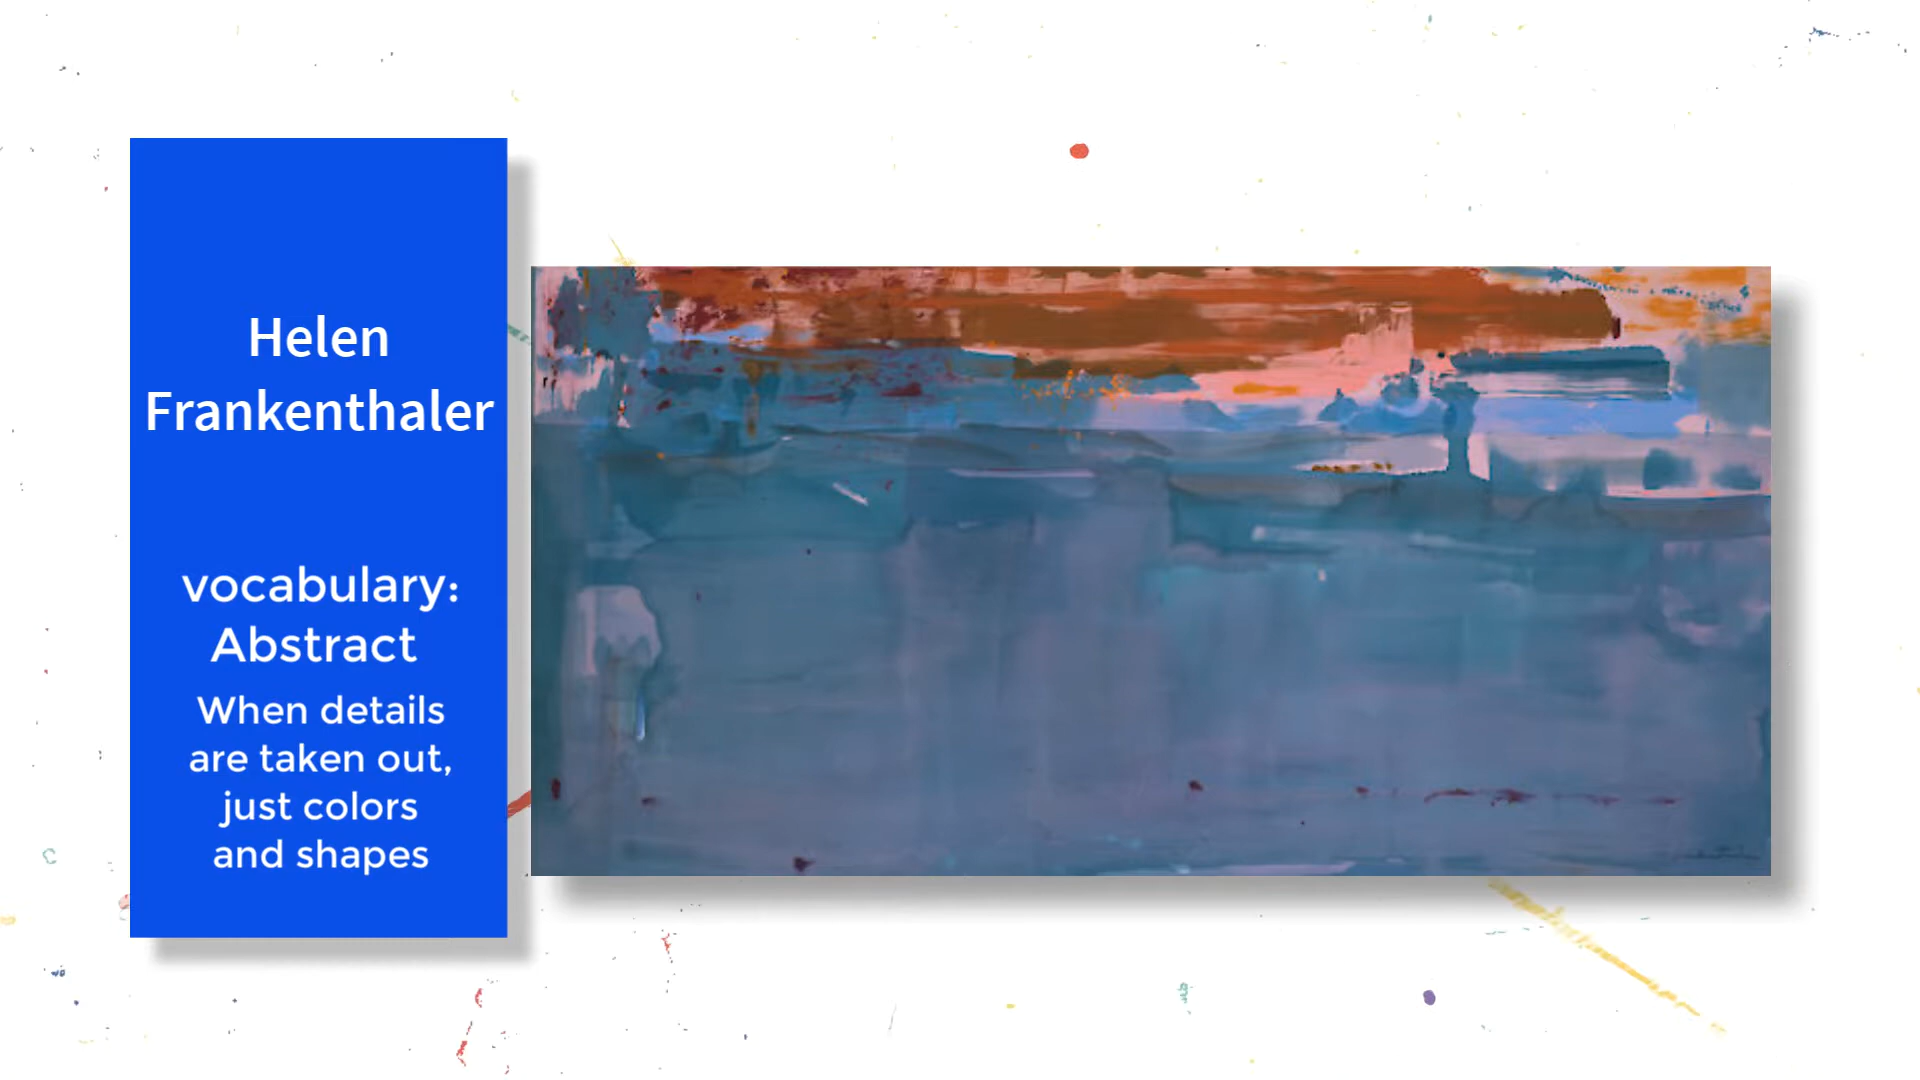 Helen
Frankenthaler
vocabulary:
Abstract
When details
are taken out,
just colors
and shapes